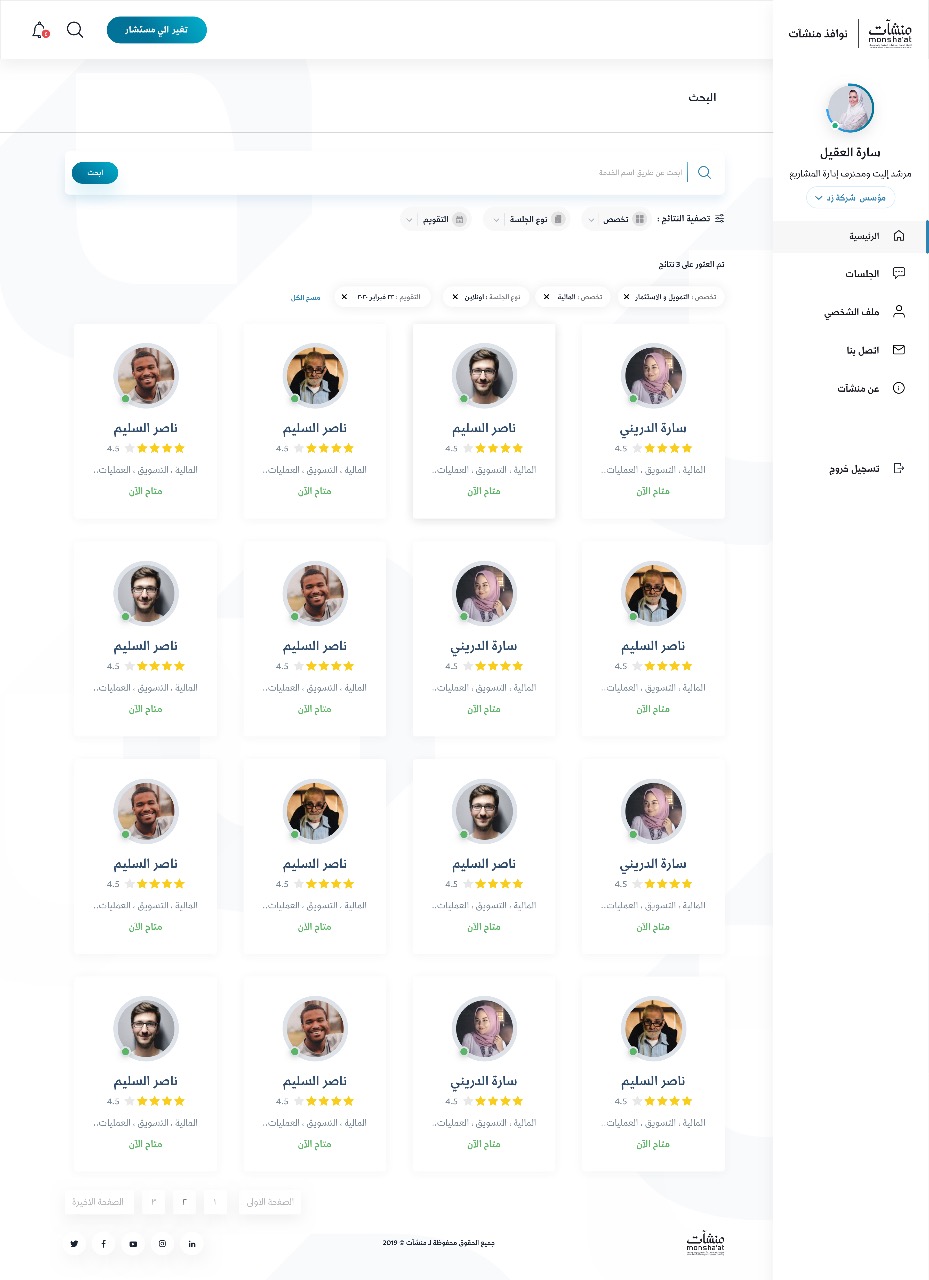 منشآت
monsha'at
نوافذ منشآت
تغير الي مستشار
سارة العقيل
مرشد إليت ومحترف إدارة المشاريع
مؤسس شركة زد
الرئيسية
الجلسات
ملف الشخصي
اتصل بنا
عن منشآت
تسجيل خروج
البحث
ابحث عن طريق اسم الخدمة
ابحث
تصفية النتائج :
تخصص
نوع الجلسة
التقويم
تم العثور على 3 نتائج
تخصص : التمويل و الإستثمار
تخصص : المالية
نوع الجلسة : اونلاين
التقويم : ٢٣ فبراير ٢٠٢٠
مسح الكل
سارة الدريني
4.5
المالية ، التسويق ، العمليات..
متاح الآن
ناصر السليم
4.5
المالية ، التسويق ، العمليات..
متاح الآن
ناصر السليم
4.5
المالية ، التسويق ، العمليات..
متاح الآن
ناصر السليم
4.5
المالية ، التسويق ، العمليات..
متاح الآن
ناصر السليم
4.5
المالية ، التسويق ، العمليات..
متاح الآن
سارة الدريني
4.5
المالية ، التسويق ، العمليات..
متاح الآن
ناصر السليم
4.5
المالية ، التسويق ، العمليات..
متاح الآن
ناصر السليم
4.5
المالية ، التسويق ، العمليات..
متاح الآن
سارة الدريني
4.5
المالية ، التسويق ، العمليات..
متاح الآن
ناصر السليم
4.5
المالية ، التسويق ، العمليات..
متاح الآن
ناصر السليم
4.5
المالية ، التسويق ، العمليات..
متاح الآن
ناصر السليم
4.5
المالية ، التسويق ، العمليات..
متاح الآن
ناصر السليم
4.5
المالية ، التسويق ، العمليات..
متاح الآن
سارة الدريني
4.5
المالية ، التسويق ، العمليات..
متاح الآن
ناصر السليم
4.5
المالية ، التسويق ، العمليات..
متاح الآن
ناصر السليم
4.5
المالية ، التسويق ، العمليات..
متاح الآن
الصفحة الاولى
١
٢
٣
الصفحة الاخيرة
منشآت
monsha'at
جميع الحقوق محفوظة لـ منشآت © 2019